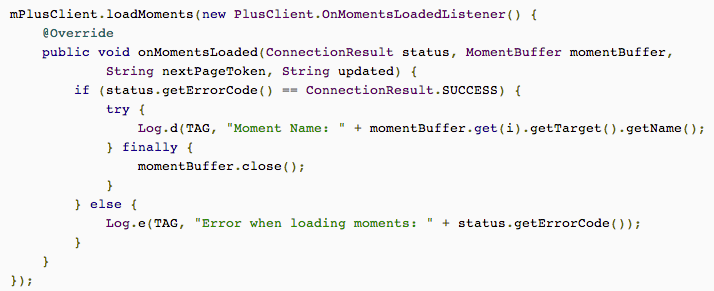 mPlusClient.loadMoments(new PlusClient.OnMomentsLoadedListener() {
    @Override
    public void onMomentsLoaded(ConnectionResult status, MomentBuffer momentBuffer,
            String nextPageToken, String updated) {
        if (status.getErrorCode() == ConnectionResult.SUCCESS) {
            try {
                Log.d(TAG, "Moment Name: " + momentBuffer.get(i).getTarget().getName();
            } finally {
                momentBuffer.close();
            }
        } else {
            Log.e(TAG, "Error when loading moments: " + status.getErrorCode());
        }
    }
});